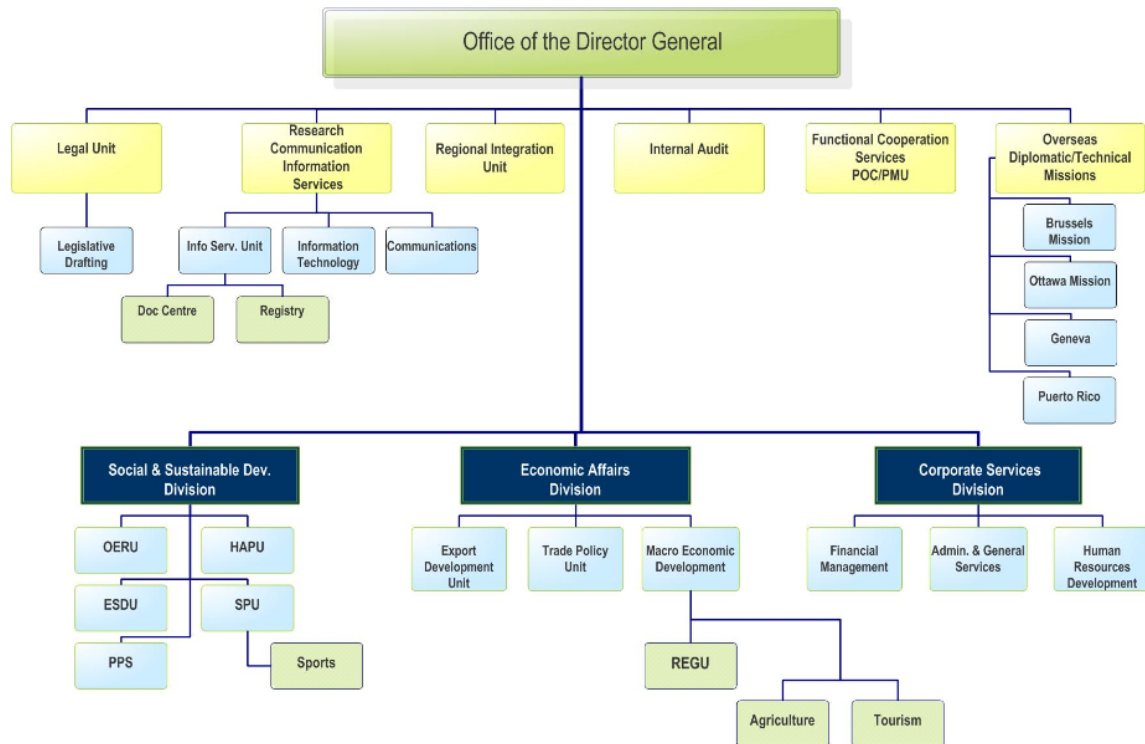 Office of the Director General
Legal Unit
Research
Communication
Information
Services
Regional Integration
Unit
Internal Audit
Functional Cooperation
Services
POC/PMU
Overseas
Diplomatic/Technical
Missions
Legislative
Drafting
Info Serv. Unit
Information
Technology
Communications
Brussels
Mission
Doc Centre
Registry
Ottawa Mission
Geneva
Puerto Rico
Social & Sustainable Dev.
Division
Economic Affairs
Division
Corporate Services
Division
OERU
HAPU
ESDU
SPU
PPS
Sports
Export
Development
Unit
Trade Policy
Unit
Macro Economic
Development
REGU
Agriculture
Tourism
Financial
Management
Admin. & General
Services
Human
Resources
Development